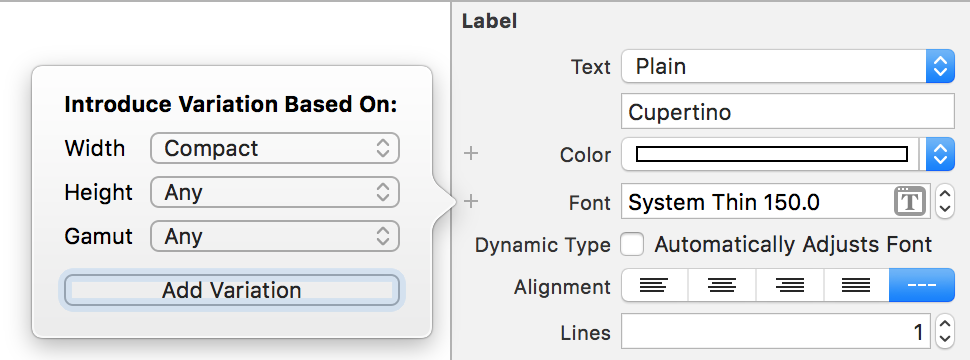 Introduce Variation Based On:
Width Compact
Height Any
Gamut Any
Add Variation
Label
Text Plain
Cupertino
+ Color
+ Font System Thin 150.0 T
Dynamic Type Automatically Adjusts Font
Alignment ---
Lines 1